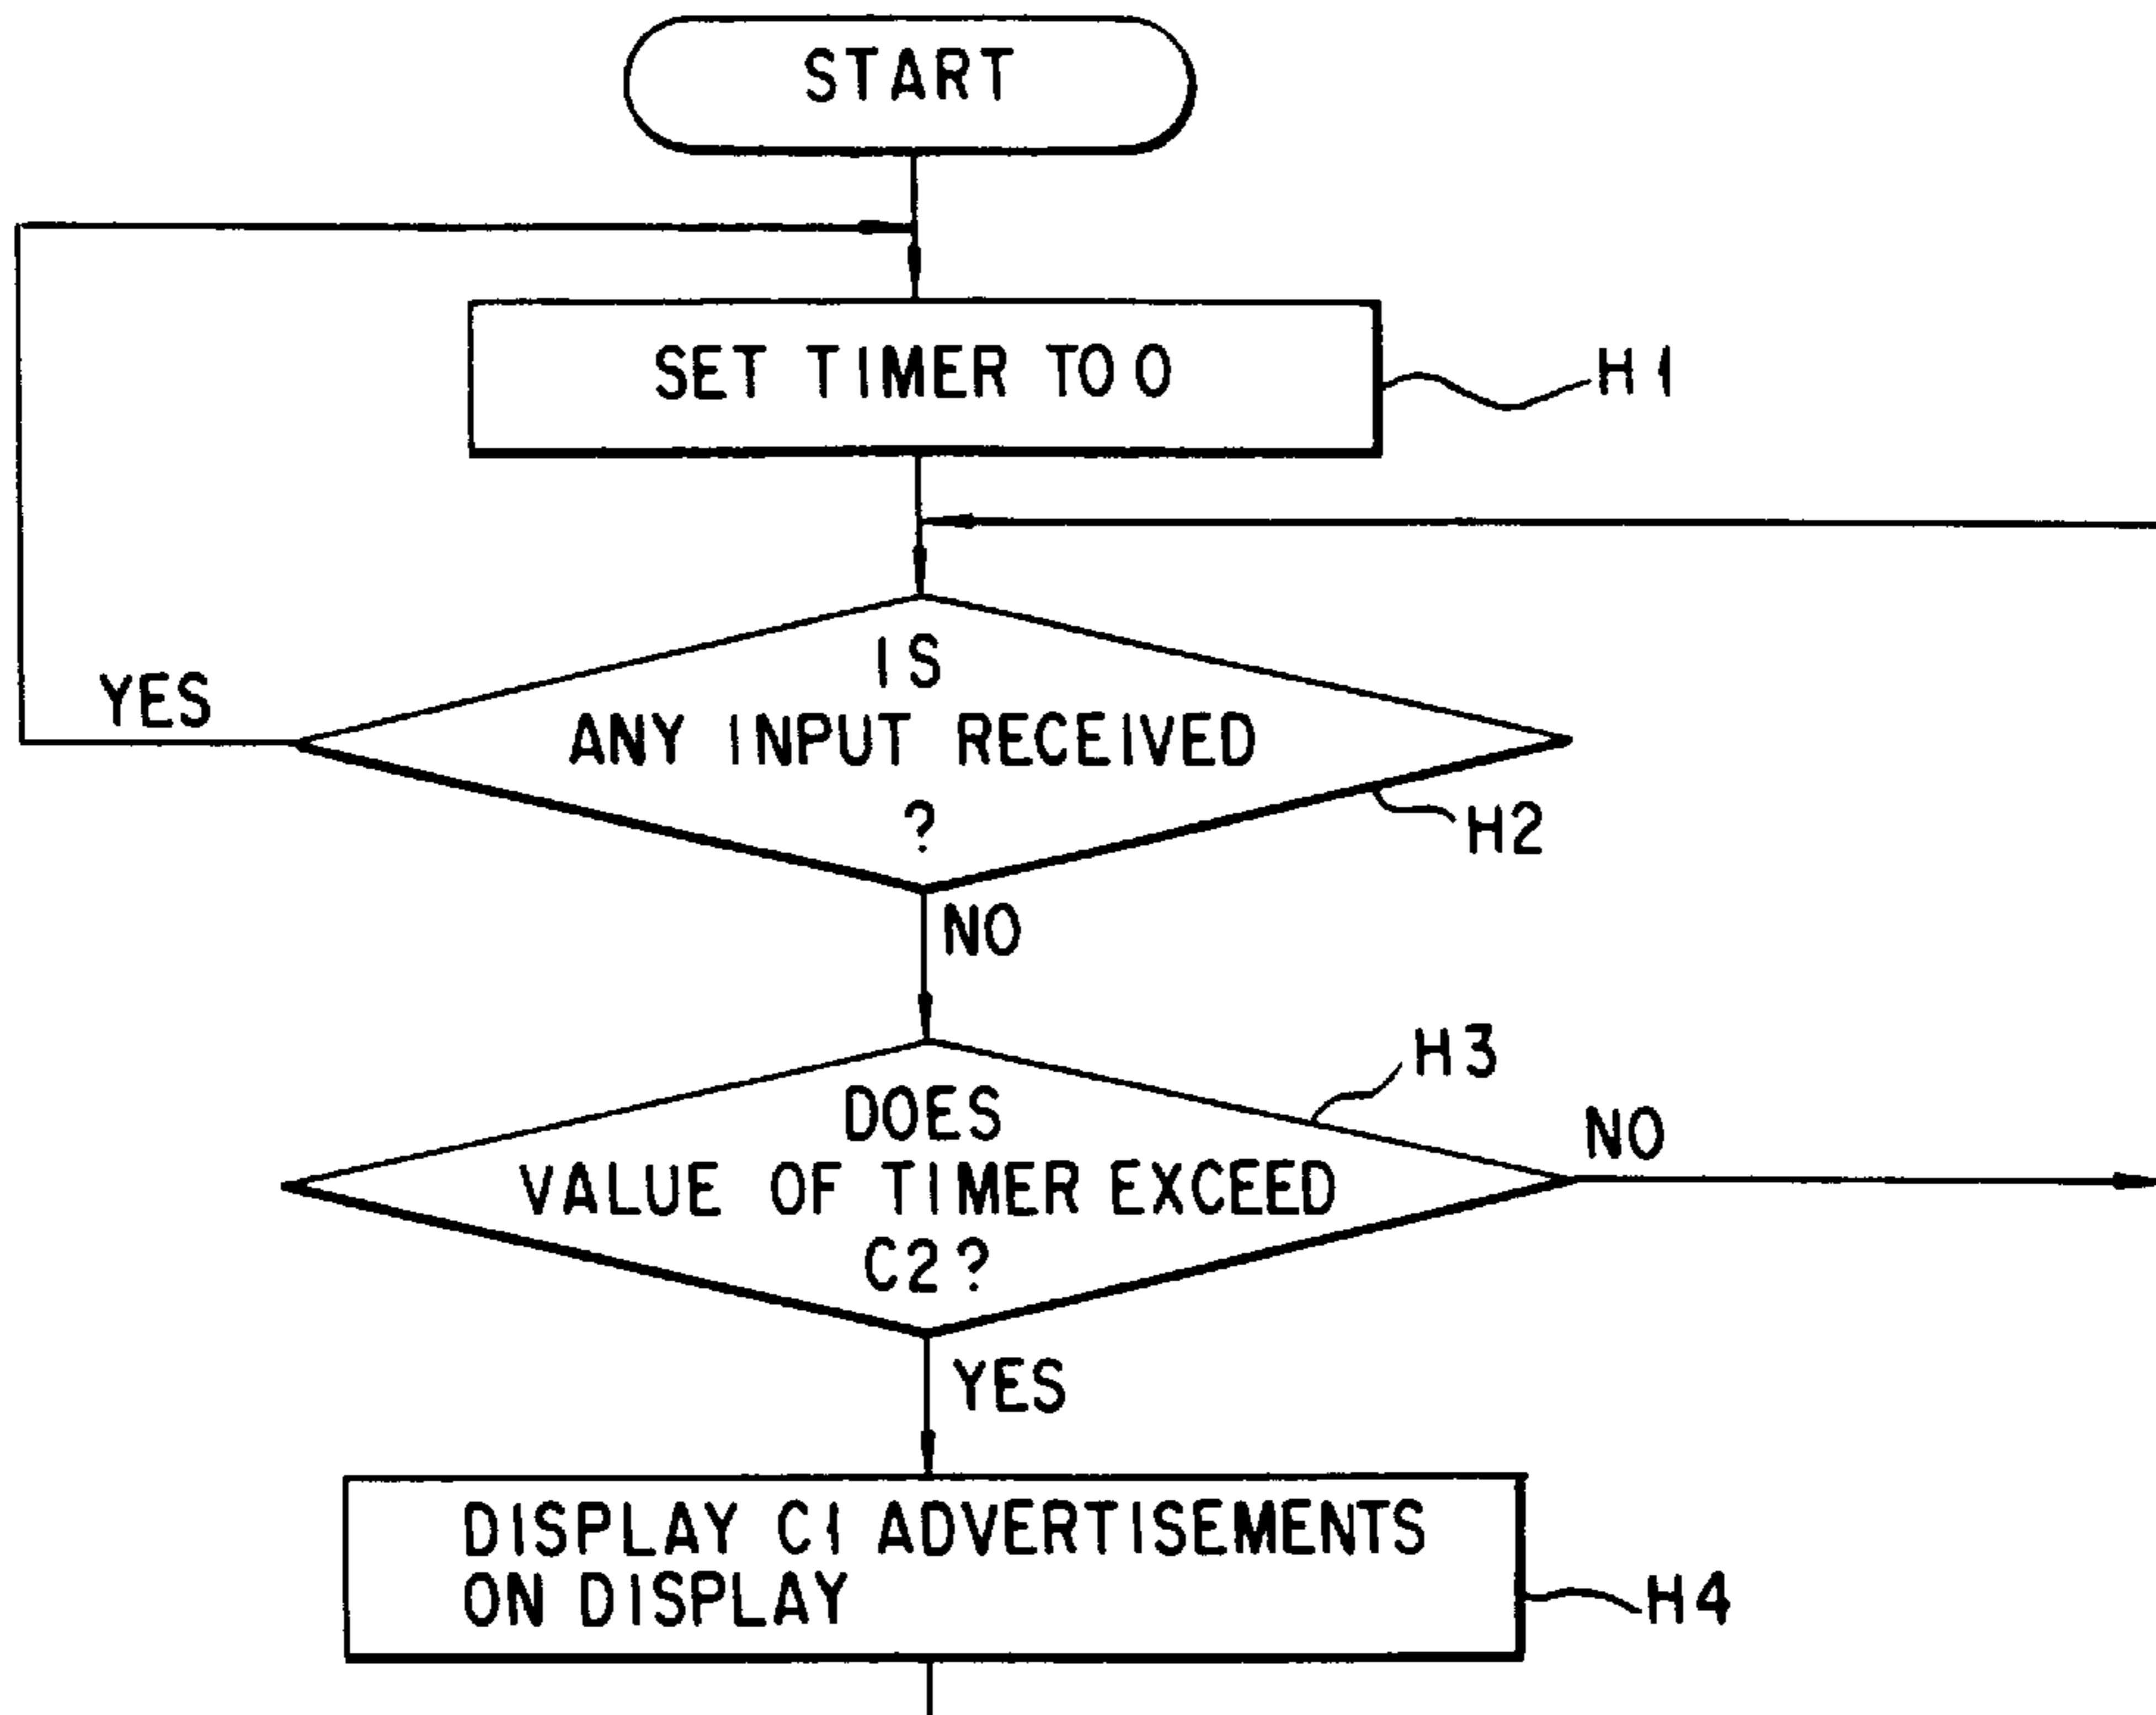 START
SET TIMER TO 0
H1
IS
ANY INPUT RECEIVED
?
YES
H2
NO
H3
DOES
VALUE OF TIMER EXCEED
C2?
NO
YES
DISPLAY C1 ADVERTISEMENTS
ON DISPLAY
H4